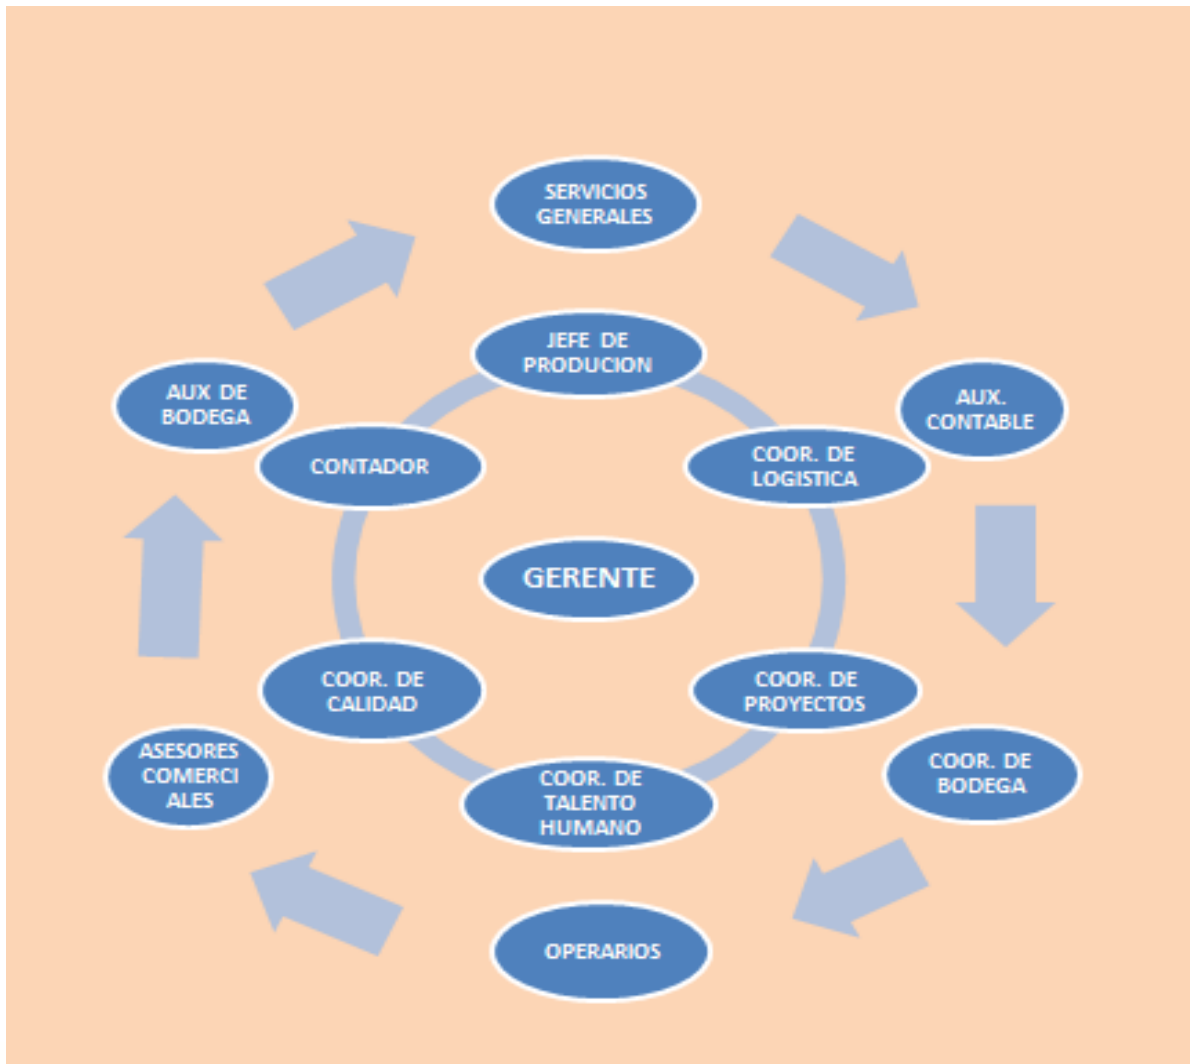 SERVICIOS
GENERALES
JEFE DE
PRODUCION
AUX DE
BODEGA
AUX.
CONTABLE
CONTADOR
COOR. DE
LOGISTICA
GERENTE
COOR. DE
CALIDAD
COOR. DE
PROYECTOS
ASESORES
COMERCI
ALES
COOR. DE
TALENTO
HUMANO
COOR. DE
BODEGA
OPERARIOS